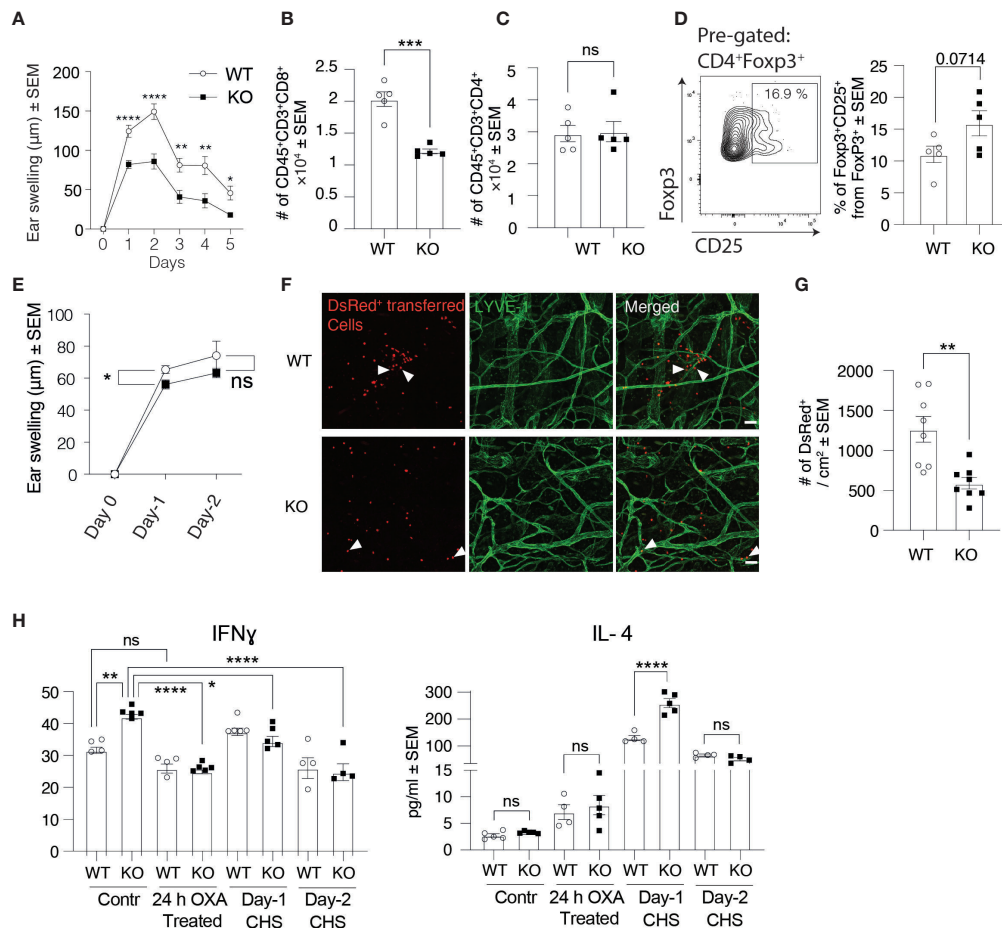 A
Ear swelling (µm) ± SEM
200
150
100
50
0
0 1 2 3 4 5
Days
WT
KO
****
****
**
**
*
B
# of CD45⁺CD3⁺CD8⁺
×10⁴ ± SEM
3
2
2
1
1
0
***
WT KO
C
# of CD45⁺CD3⁺CD4⁺
×10⁴ ± SEM
5
4
3
2
1
0
ns
WT KO
D
Pre-gated:
CD4⁺Foxp3⁺
16.9 %
Foxp3
CD25
% of Foxp3⁺CD25⁺
from FoxP3⁺ ± SEM
25
20
15
10
5
0
0.0714
WT KO
E
Ear swelling (µm) ± SEM
100
80
60
40
20
0
*
ns
Day 0
Day-1
Day-2
F
DsRed⁺ transferred
Cells
LYVE-1
Merged
WT
KO
G
# of DsRed⁺
/ cm² ± SEM
2000
1500
1000
500
0
**
WT KO
H
IFNɣ
50
40
30
20
10
0
ns
**
****
****
*
WT KO WT KO WT KO WT KO
Contr
24 h OXA
Treated
Day-1
CHS
Day-2
CHS
IL- 4
pg/ml ± SEM
300
200
100
15
10
5
0
ns
ns
****
ns
WT KO WT KO WT KO WT KO
Contr
24 h OXA
Treated
Day-1
CHS
Day-2
CHS